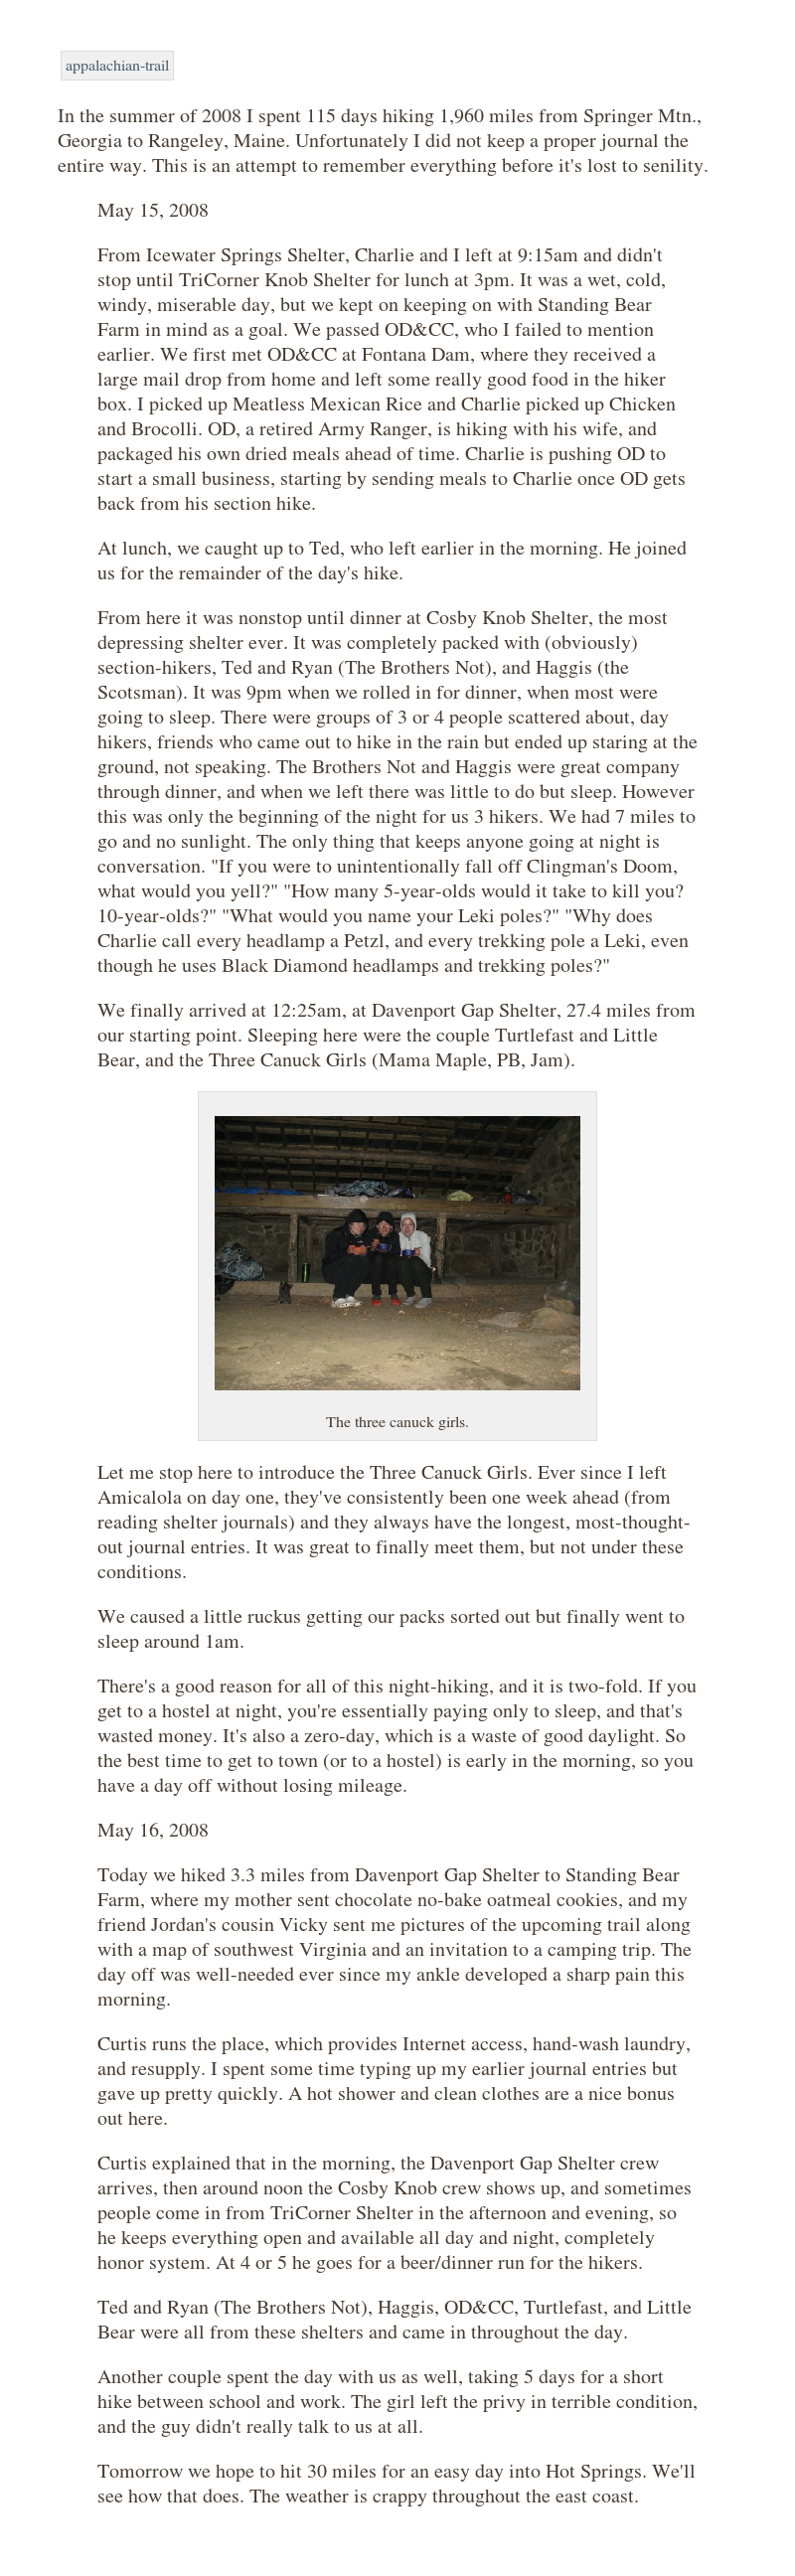 appalachian-trail
In the summer of 2008 I spent 115 days hiking 1,960 miles from Springer Mtn.,
Georgia to Rangeley, Maine. Unfortunately I did not keep a proper journal the
entire way. This is an attempt to remember everything before it's lost to senility.
May 15, 2008
From Icewater Springs Shelter, Charlie and I left at 9:15am and didn't
stop until TriCorner Knob Shelter for lunch at 3pm. It was a wet, cold,
windy, miserable day, but we kept on keeping on with Standing Bear
Farm in mind as a goal. We passed OD&CC, who I failed to mention
earlier. We first met OD&CC at Fontana Dam, where they received a
large mail drop from home and left some really good food in the hiker
box. I picked up Meatless Mexican Rice and Charlie picked up Chicken
and Brocolli. OD, a retired Army Ranger, is hiking with his wife, and
packaged his own dried meals ahead of time. Charlie is pushing OD to
start a small business, starting by sending meals to Charlie once OD gets
back from his section hike.
At lunch, we caught up to Ted, who left earlier in the morning. He joined
us for the remainder of the day's hike.
From here it was nonstop until dinner at Cosby Knob Shelter, the most
depressing shelter ever. It was completely packed with (obviously)
section-hikers, Ted and Ryan (The Brothers Not), and Haggis (the
Scotsman). It was 9pm when we rolled in for dinner, when most were
going to sleep. There were groups of 3 or 4 people scattered about, day
hikers, friends who came out to hike in the rain but ended up staring at the
ground, not speaking. The Brothers Not and Haggis were great company
through dinner, and when we left there was little to do but sleep. However
this was only the beginning of the night for us 3 hikers. We had 7 miles to
go and no sunlight. The only thing that keeps anyone going at night is
conversation. "If you were to unintentionally fall off Clingman's Doom,
what would you yell?" "How many 5-year-olds would it take to kill you?
10-year-olds?" "What would you name your Leki poles?" "Why does
Charlie call every headlamp a Petzl, and every trekking pole a Leki, even
though he uses Black Diamond headlamps and trekking poles?"
We finally arrived at 12:25am, at Davenport Gap Shelter, 27.4 miles from
our starting point. Sleeping here were the couple Turtlefast and Little
Bear, and the Three Canuck Girls (Mama Maple, PB, Jam).
The three canuck girls.
Let me stop here to introduce the Three Canuck Girls. Ever since I left
Amicalola on day one, they've consistently been one week ahead (from
reading shelter journals) and they always have the longest, most-thought-
out journal entries. It was great to finally meet them, but not under these
conditions.
We caused a little ruckus getting our packs sorted out but finally went to
sleep around 1am.
There's a good reason for all of this night-hiking, and it is two-fold. If you
get to a hostel at night, you're essentially paying only to sleep, and that's
wasted money. It's also a zero-day, which is a waste of good daylight. So
the best time to get to town (or to a hostel) is early in the morning, so you
have a day off without losing mileage.
May 16, 2008
Today we hiked 3.3 miles from Davenport Gap Shelter to Standing Bear
Farm, where my mother sent chocolate no-bake oatmeal cookies, and my
friend Jordan's cousin Vicky sent me pictures of the upcoming trail along
with a map of southwest Virginia and an invitation to a camping trip. The
day off was well-needed ever since my ankle developed a sharp pain this
morning.
Curtis runs the place, which provides Internet access, hand-wash laundry,
and resupply. I spent some time typing up my earlier journal entries but
gave up pretty quickly. A hot shower and clean clothes are a nice bonus
out here.
Curtis explained that in the morning, the Davenport Gap Shelter crew
arrives, then around noon the Cosby Knob crew shows up, and sometimes
people come in from TriCorner Shelter in the afternoon and evening, so
he keeps everything open and available all day and night, completely
honor system. At 4 or 5 he goes for a beer/dinner run for the hikers.
Ted and Ryan (The Brothers Not), Haggis, OD&CC, Turtlefast, and Little
Bear were all from these shelters and came in throughout the day.
Another couple spent the day with us as well, taking 5 days for a short
hike between school and work. The girl left the privy in terrible condition,
and the guy didn't really talk to us at all.
Tomorrow we hope to hit 30 miles for an easy day into Hot Springs. We'll
see how that does. The weather is crappy throughout the east coast.